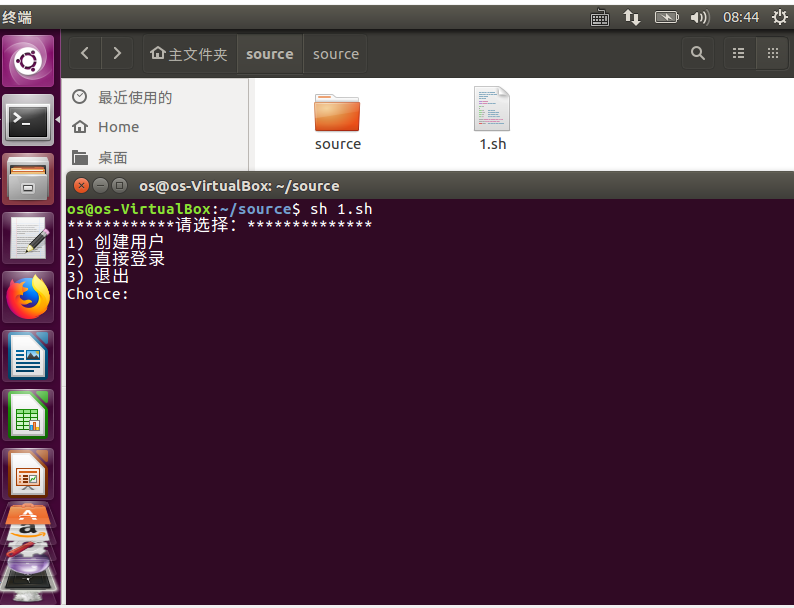 终端
08:44
主文件夹 source source
最近使用的
Home
桌面
source
1.sh
os@os-VirtualBox: ~/source
os@os-VirtualBox:~/source$ sh 1.sh
************请选择: **************
1) 创建用户
2) 直接登录
3) 退出
Choice: